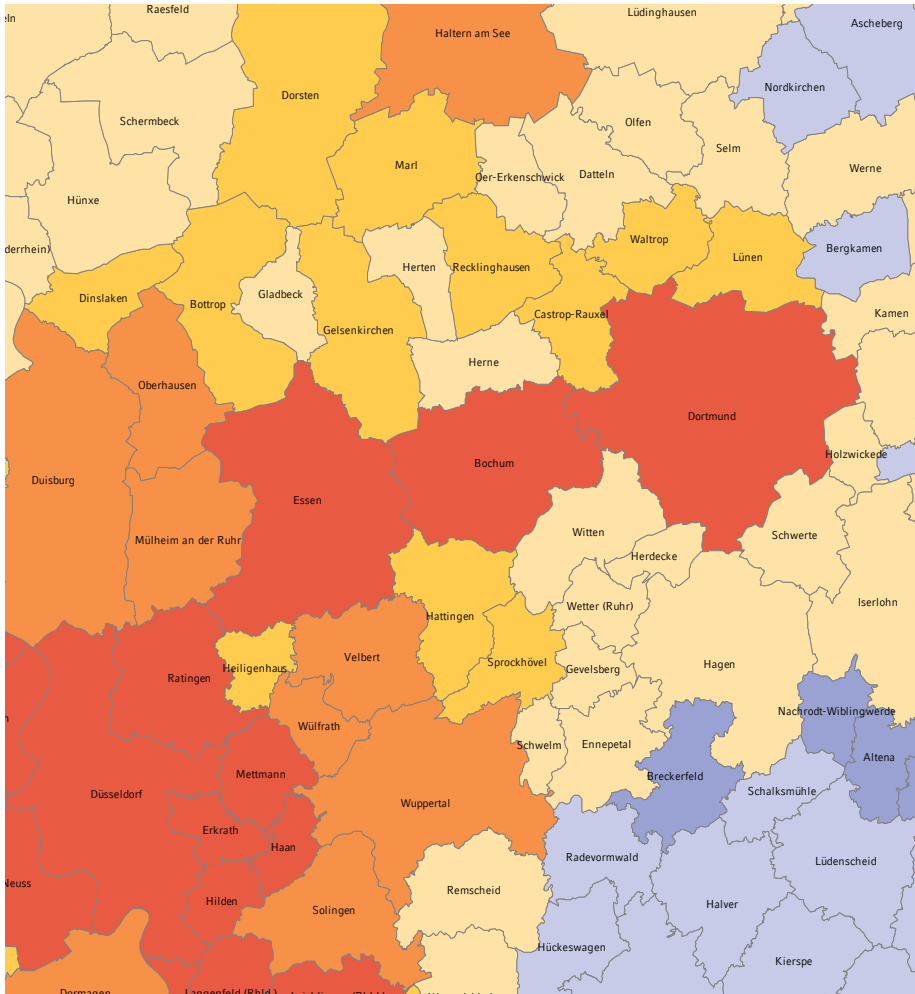 eln
Raesfeld
Lüdinghausen
Ascheberg
Haltern am See
Nordkirchen
Dorsten
Schermbeck
Olfen
Selm
Marl
Werne
Oer-Erkenschwick
Datteln
Hünxe
derrhein)
Waltrop
Bergkamen
Lünen
Herten
Recklinghausen
Gladbeck
Dinslaken
Bottrop
Castrop-Rauxel
Kamen
Gelsenkirchen
Herne
Oberhausen
Dortmund
Holzwickede
Bochum
Duisburg
Essen
Witten
Schwerte
Mülheim an der Ruhr
Herdecke
Iserlohn
Wetter (Ruhr)
Hattingen
Velbert
Sprockhövel
Hagen
Heiligenhaus
Gevelsberg
Ratingen
Nachrodt-Wiblingwerde
n
Wülfrath
Schwelm
Ennepetal
Altena
Mettmann
Breckerfeld
Schalksmühle
Düsseldorf
Wuppertal
Erkrath
Haan
Radevormwald
Lüdenscheid
Neuss
Remscheid
Hilden
Halver
Solingen
Hückeswagen
Kierspe
Dormagen
Langenfeld (Rhld.)